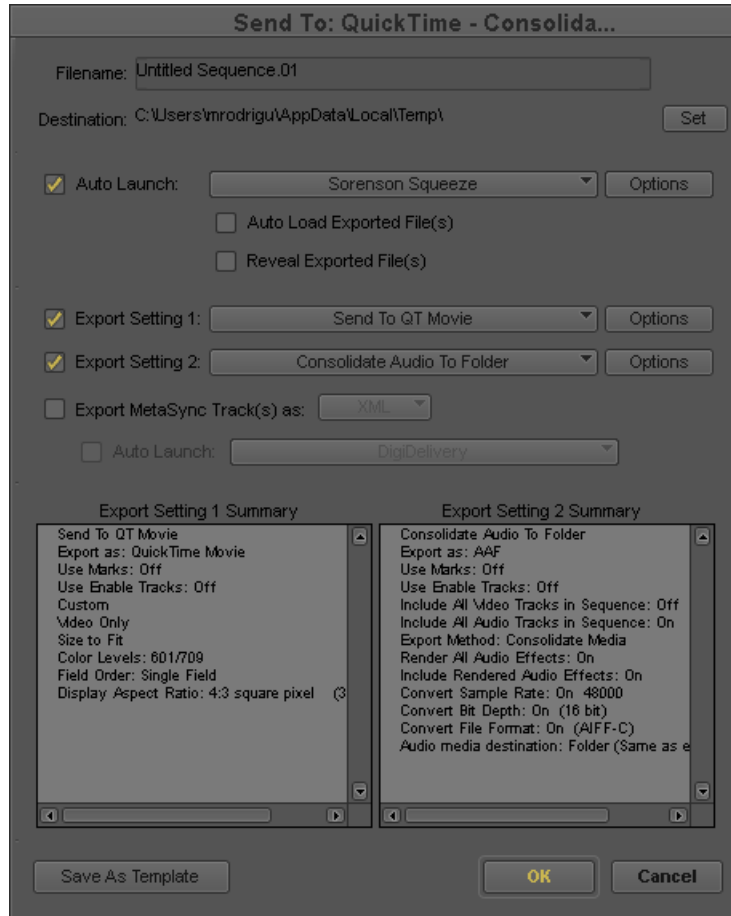 Send To: QuickTime - Consolida...
Filename: Untitled Sequence.01
Destination: C:\Users\mrodrigu\AppData\Local\Temp\ Set
Auto Launch: Sorenson Squeeze Options
Auto Load Exported File(s)
Reveal Exported File(s)
Export Setting 1: Send To QT Movie Options
Export Setting 2: Consolidate Audio To Folder Options
Export MetaSync Track(s) as: XML
Auto Launch: DigiDelivery
Export Setting 1 Summary
Send To QT Movie
Export as: QuickTime Movie
Use Marks: Off
Use Enable Tracks: Off
Custom
Video Only
Size to Fit
Color Levels: 601/709
Field Order: Single Field
Display Aspect Ratio: 4:3 square pixel (3
Export Setting 2 Summary
Consolidate Audio To Folder
Export as: AAF
Use Marks: Off
Use Enable Tracks: Off
Include All Video Tracks in Sequence: Off
Include All Audio Tracks in Sequence: On
Export Method: Consolidate Media
Render All Audio Effects: On
Include Rendered Audio Effects: On
Convert Sample Rate: On 48000
Convert Bit Depth: On (16 bit)
Convert File Format: On (AIFF-C)
Audio media destination: Folder (Same as e
Save As Template OK Cancel